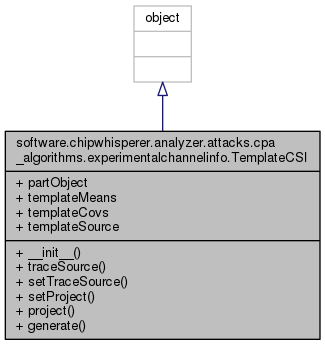 object
software.chipwhisperer.analyzer.attacks.cpa
_algorithms.experimentalchannelinfo.TemplateCSI
+ partObject
+ templateMeans
+ templateCovs
+ templateSource
+ __init__()
+ traceSource()
+ setTraceSource()
+ setProject()
+ project()
+ generate()